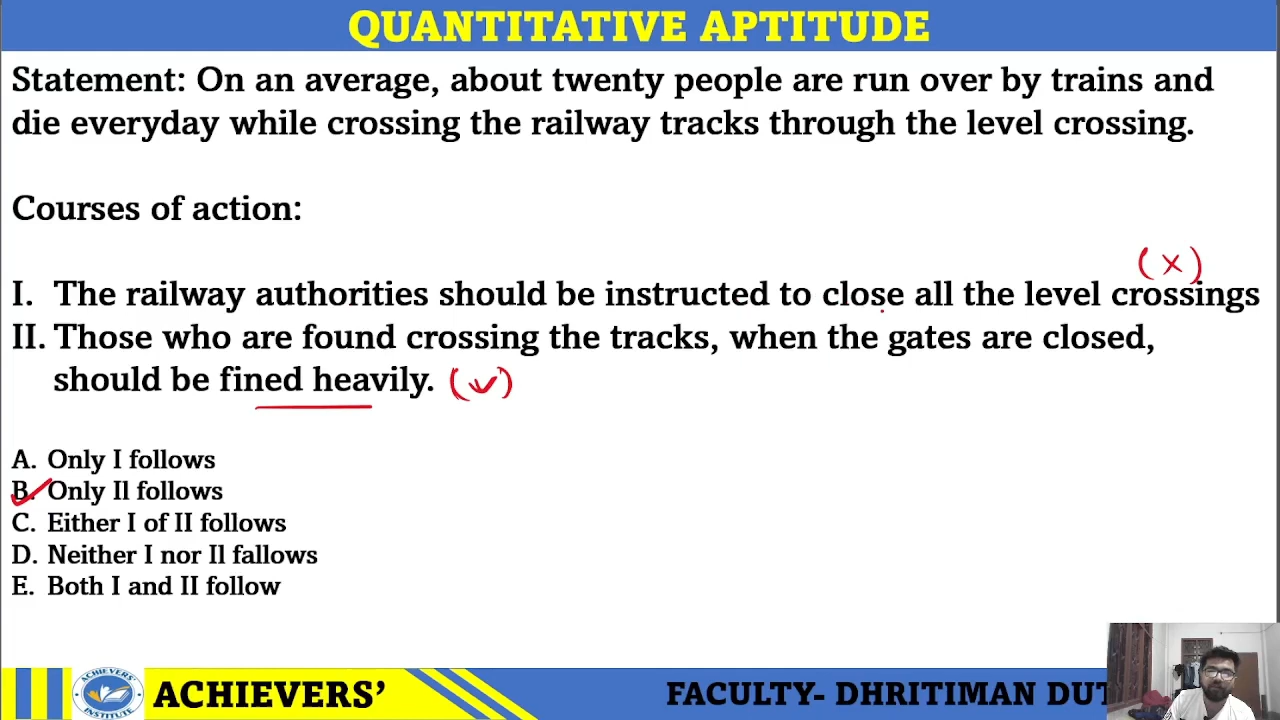 QUANTITATIVE APTITUDE
Statement: On an average, about twenty people are run over by trains and
die everyday while crossing the railway tracks through the level crossing.
Courses of action:
(x)
I. The railway authorities should be instructed to close all the level crossings
II. Those who are found crossing the tracks, when the gates are closed,
should be fined heavily. (✓)
A. Only I follows
B. Only Il follows
C. Either I of II follows
D. Neither I nor Il fallows
E. Both I and II follow
ACHIEVERS' INSTITUTE
ACHIEVERS’
FACULTY- DHRITIMAN DUT